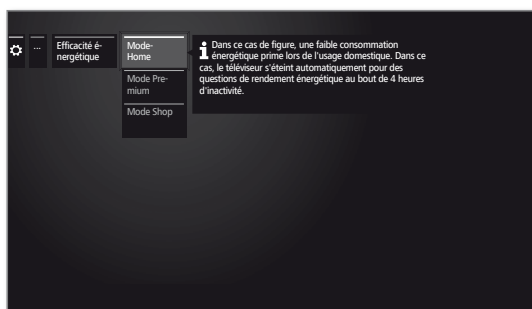 ...
Efficacité é-
nergétique
Mode-
Home
Mode Pre-
mium
Mode Shop
i Dans ce cas de figure, une faible consommation
énergétique prime lors de l'usage domestique. Dans ce
cas, le téléviseur s'éteint automatiquement pour des
questions de rendement énergétique au bout de 4 heures
d'inactivité.